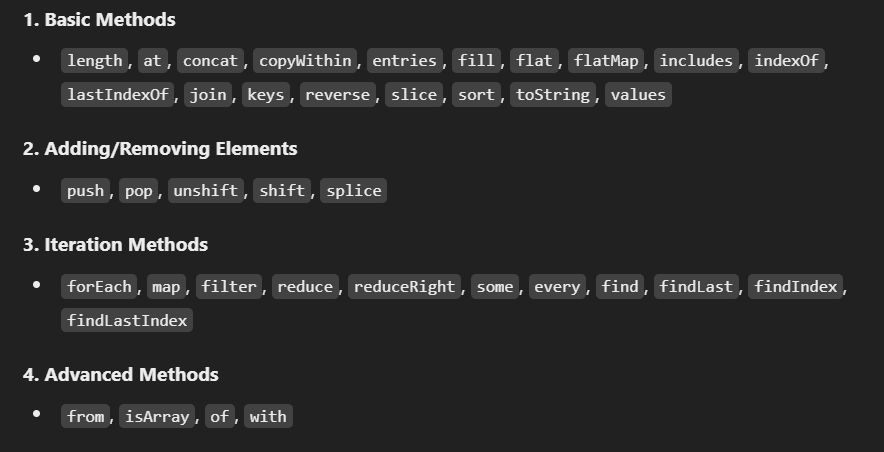 1. Basic Methods
• length, at, concat, copyWithin, entries, fill, flat, flatMap, includes, indexOf,
lastIndexOf, join, keys, reverse, slice, sort, toString, values
2. Adding/Removing Elements
• push, pop, unshift, shift, splice
3. Iteration Methods
• forEach, map, filter, reduce, reduceRight, some, every, find, findLast, findIndex,
findLastIndex
4. Advanced Methods
• from, isArray, of, with